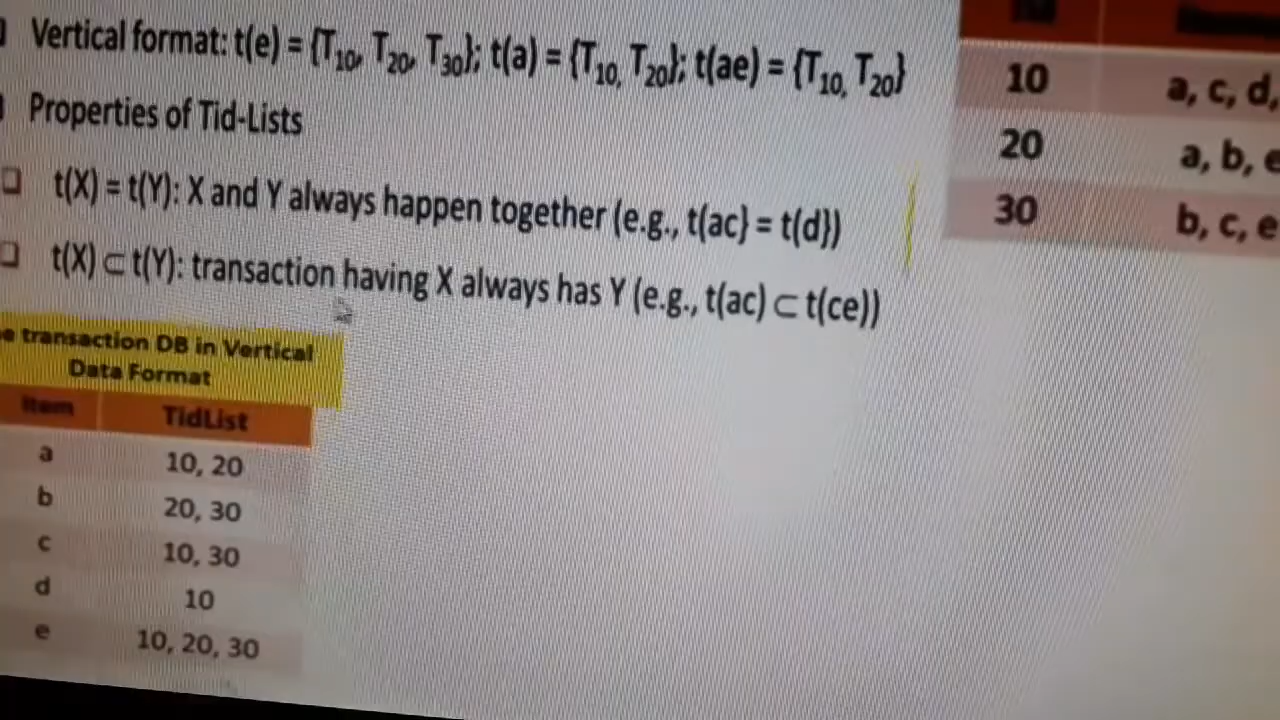 Vertical format: t(e) = {T10, T20, T30}; t(a) = {T10, T20}; t(ae) = {T10, T20}
Properties of Tid-Lists
t(X) = t(Y): X and Y always happen together (e.g., t(ac} = t(d))
t(X) ⊂ t(Y): transaction having X always has Y (e.g., t(ac) ⊂ t(ce))
10 a, c, d,
20 a, b, e
30 b, c, e
transaction DB in Vertical
Data Format
Item TidList
a 10, 20
b 20, 30
c 10, 30
d 10
e 10, 20, 30